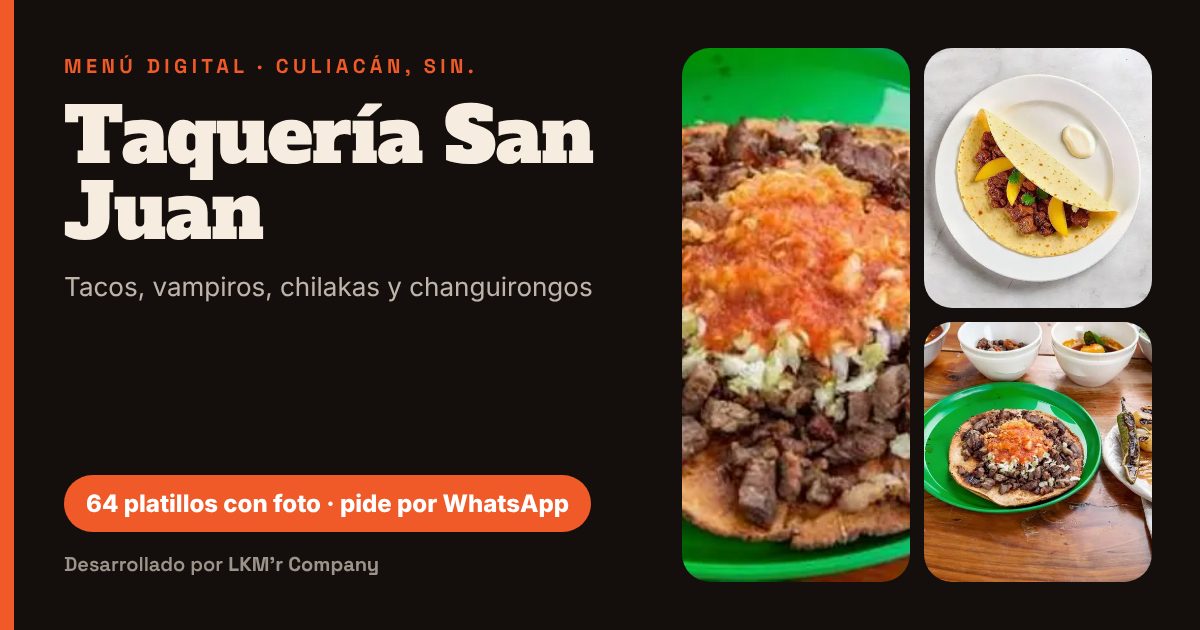 MENÚ DIGITAL · CULIACÁN, SIN.
Taquería San
Juan
Tacos, vampiros, chilakas y changuirongos
64 platillos con foto · pide por WhatsApp
Desarrollado por LKM’r Company